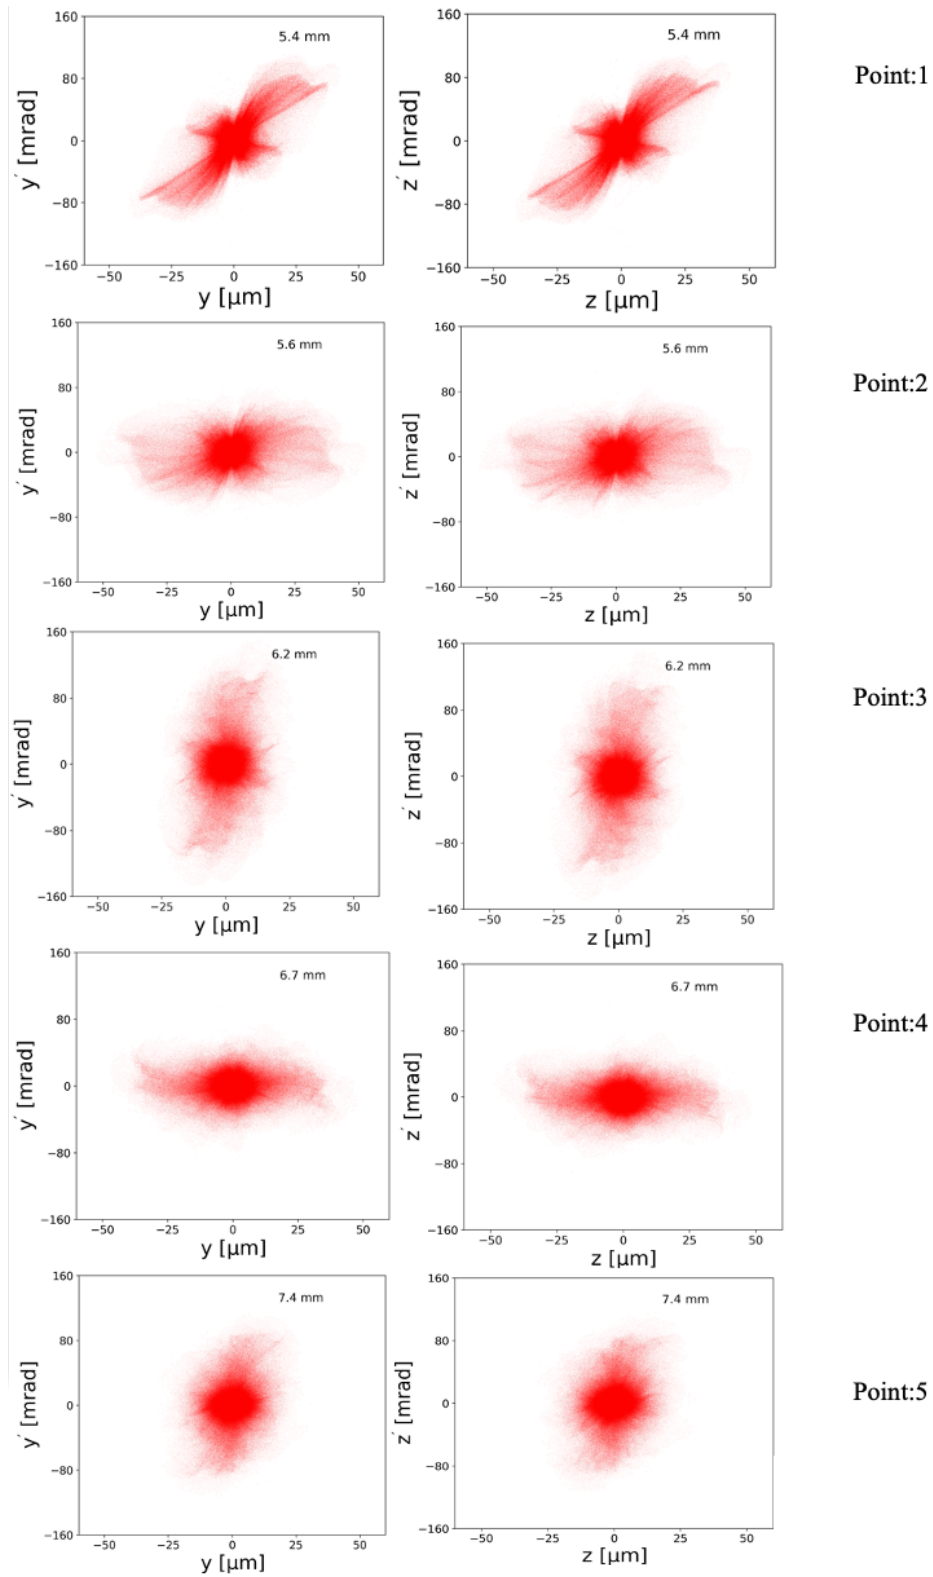 160
80
0
−80
−160
y′ [mrad]
5.4 mm
−50 −25 0 25 50
y [μm]
160
80
0
−80
−160
z′ [mrad]
5.4 mm
−50 −25 0 25 50
z [μm]
Point:1
160
80
0
−80
−160
y′ [mrad]
5.6 mm
−50 −25 0 25 50
y [μm]
160
80
0
−80
−160
z′ [mrad]
5.6 mm
−50 −25 0 25 50
z [μm]
Point:2
160
80
0
−80
−160
y′ [mrad]
6.2 mm
−50 −25 0 25 50
y [μm]
160
80
0
−80
−160
z′ [mrad]
6.2 mm
−50 −25 0 25 50
z [μm]
Point:3
160
80
0
−80
−160
y′ [mrad]
6.7 mm
−50 −25 0 25 50
y [μm]
160
80
0
−80
−160
z′ [mrad]
6.7 mm
−50 −25 0 25 50
z [μm]
Point:4
160
80
0
−80
−160
y′ [mrad]
7.4 mm
−50 −25 0 25 50
y [μm]
160
80
0
−80
−160
z′ [mrad]
7.4 mm
−50 −25 0 25 50
z [μm]
Point:5